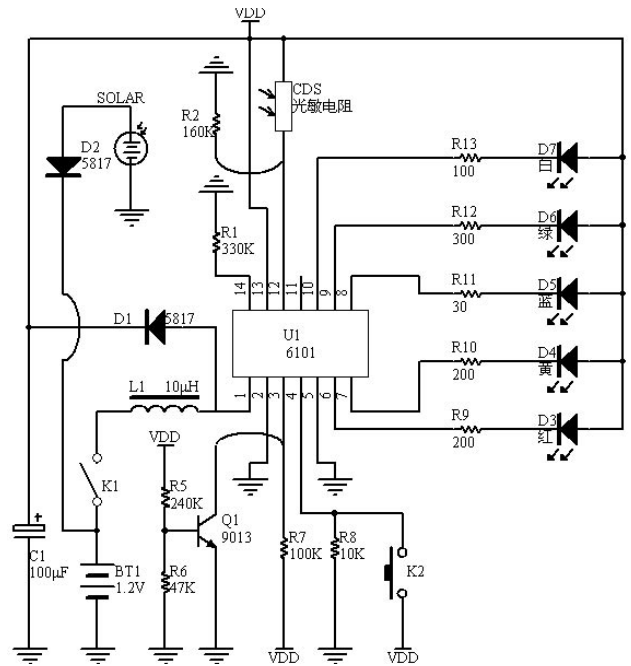 VDD
CDS
光敏电阻
SOLAR
R2
160K
D2
5817
R13
100
D7
白
R12
300
D6
绿
R1
330K
R11
30
D5
蓝
14
13
12
11
10
9
8
D1
5817
U1
6101
R10
200
D4
黄
L1
10μH
1
2
3
4
5
6
7
R9
200
D3
红
VDD
K1
R5
240K
Q1
9013
C1
100μF
+
BT1
1.2V
R6
47K
R7
100K
R8
10K
K2
VDD
VDD